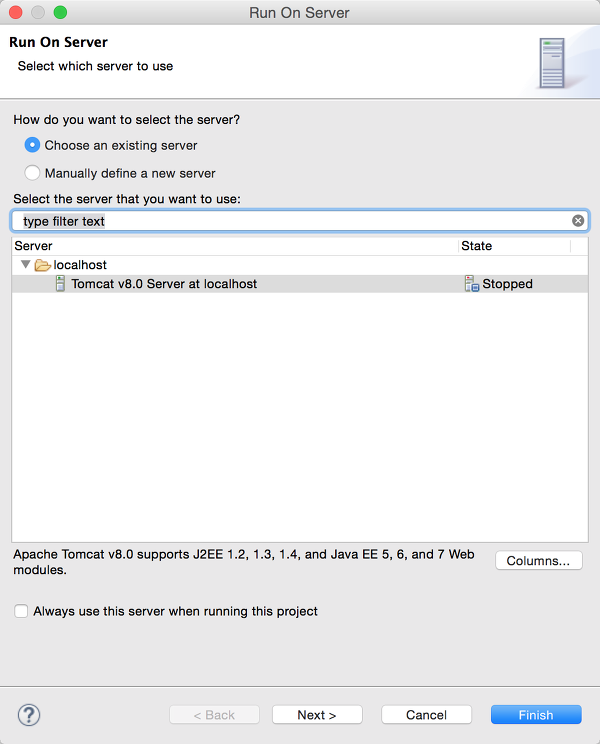 Run On Server
Run On Server
Select which server to use
How do you want to select the server?
Choose an existing server
Manually define a new server
Select the server that you want to use:
type filter text
Server State
localhost
Tomcat v8.0 Server at localhost Stopped
Apache Tomcat v8.0 supports J2EE 1.2, 1.3, 1.4, and Java EE 5, 6, and 7 Web
modules.
Columns...
Always use this server when running this project
? < Back Next > Cancel Finish